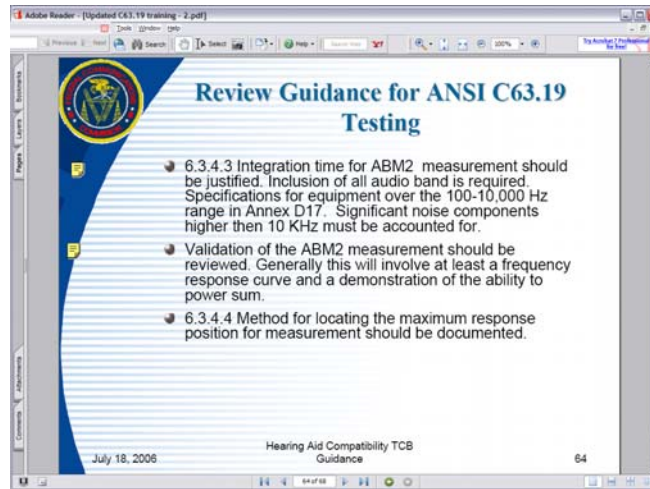 Adobe Reader - [Updated C63.19 training - 2.pdf]
Tools Window Help
Previous Next Search Select Help 100%
Bookmarks
Layers
Pages
Attachments
Comments
Review Guidance for ANSI C63.19
Testing
6.3.4.3 Integration time for ABM2 measurement should
be justified. Inclusion of all audio band is required.
Specifications for equipment over the 100-10,000 Hz
range in Annex D17. Significant noise components
higher then 10 KHz must be accounted for.
Validation of the ABM2 measurement should be
reviewed. Generally this will involve at least a frequency
response curve and a demonstration of the ability to
power sum.
6.3.4.4 Method for locating the maximum response
position for measurement should be documented.
July 18, 2006
Hearing Aid Compatibility TCB
Guidance
64
64 of 68